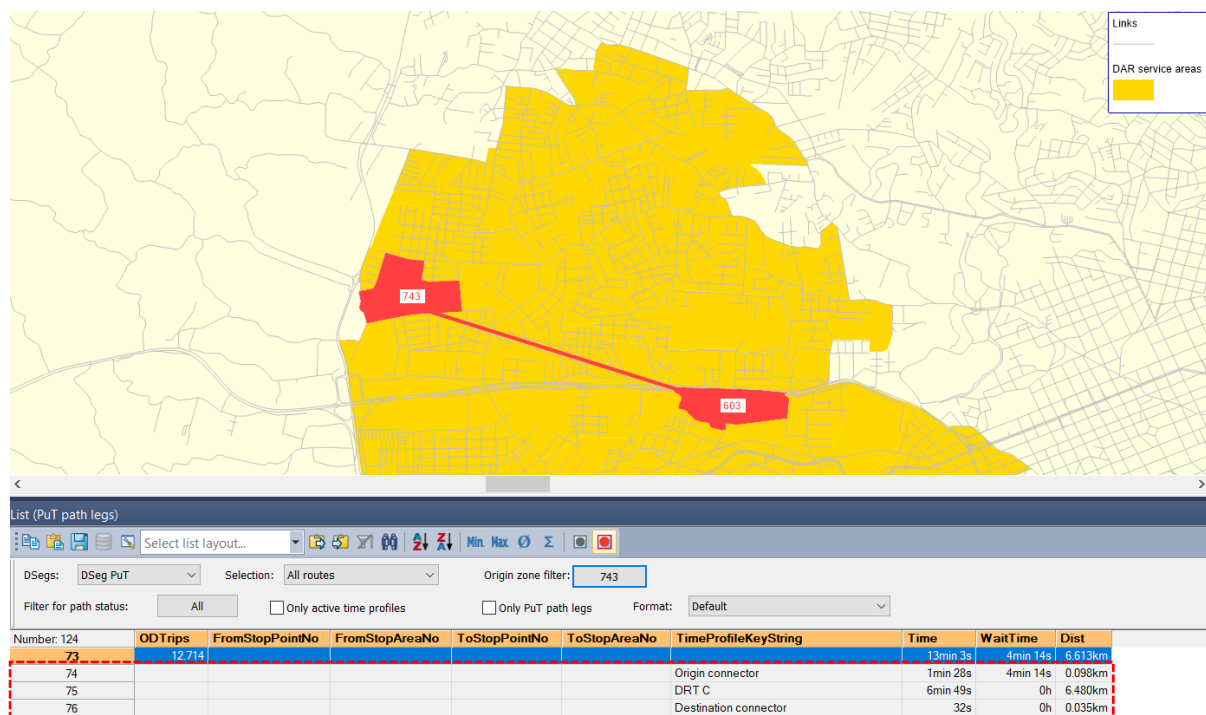 Links
DAR service areas
743
603
List (PuT path legs)
Select list layout... Min. Max Ø Σ
DSegs: DSeg PuT Selection: All routes Origin zone filter: 743
Filter for path status: All Only active time profiles Only PuT path legs Format: Default
Number: 124 ODTrips FromStopPointNo FromStopAreaNo ToStopPointNo ToStopAreaNo TimeProfileKeyString Time WaitTime Dist
73 12.714 13min 3s 4min 14s 6.613km
74 Origin connector 1min 28s 4min 14s 0.098km
75 DRT C 6min 49s 0h 6.480km
76 Destination connector 32s 0h 0.035km